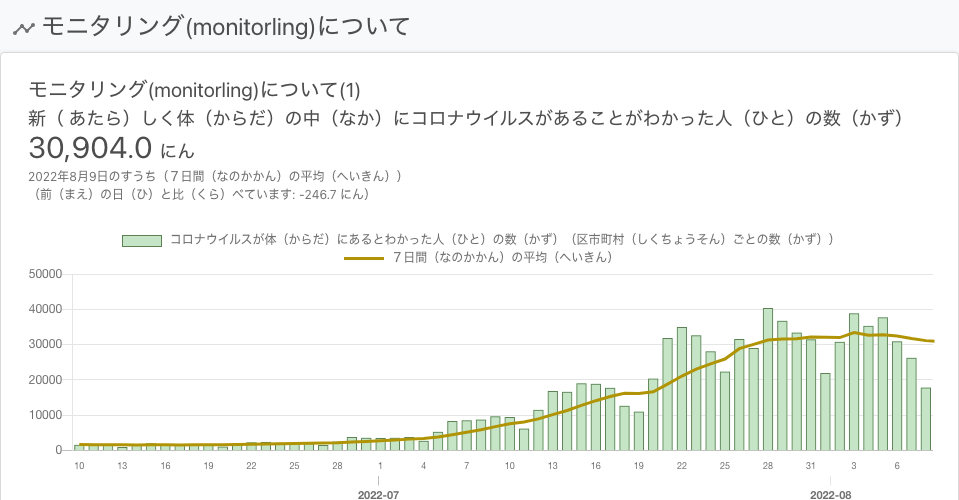 モニタリング(monitorling)について
モニタリング(monitorling)について(1)
新（ あたら）しく体（からだ）の中（なか）にコロナウイルスがあることがわかった人（ひと）の数（かず）
30,904.0 にん
2022年8月9日のすうち（７日間（なのかかん）の平均（へいきん））
（前（まえ）の日（ひ）と比（くら）べています: -246.7 にん）
コロナウイルスが体（からだ）にあるとわかった人（ひと）の数（かず）（区市町村（しくちょうそん）ごとの数（かず））
７日間（なのかかん）の平均（へいきん）
50000
40000
30000
20000
10000
0
10 13 16 19 22 25 28 1 4 7 10 13 16 19 22 25 28 31 3 6
2022-07 2022-08